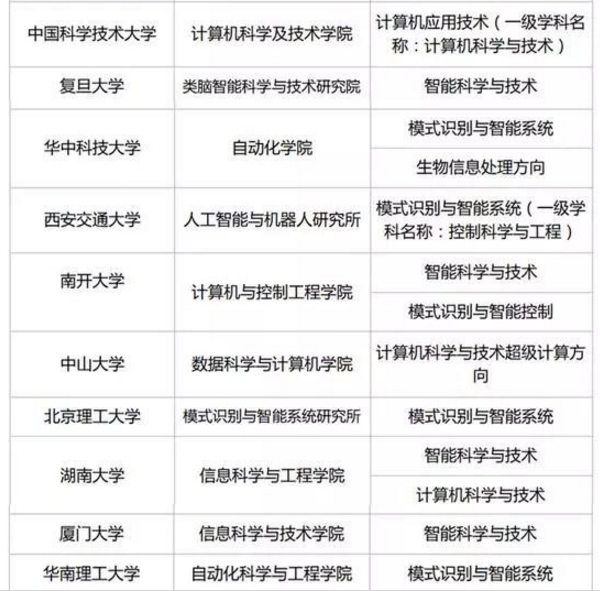 中国科学技术大学 计算机科学及技术学院 计算机应用技术（一级学科名
称：计算机科学与技术）
复旦大学 类脑智能科学与技术研究院 智能科学与技术
华中科技大学 自动化学院 模式识别与智能系统
生物信息处理方向
西安交通大学 人工智能与机器人研究所 模式识别与智能系统（一级学
科名称：控制科学与工程）
南开大学 计算机与控制工程学院 智能科学与技术
模式识别与智能控制
中山大学 数据科学与计算机学院 计算机科学与技术超级计算方
向
北京理工大学 模式识别与智能系统研究所 模式识别与智能系统
湖南大学 信息科学与工程学院 智能科学与技术
计算机科学与技术
厦门大学 信息科学与技术学院 智能科学与技术
华南理工大学 自动化科学与工程学院 模式识别与智能系统